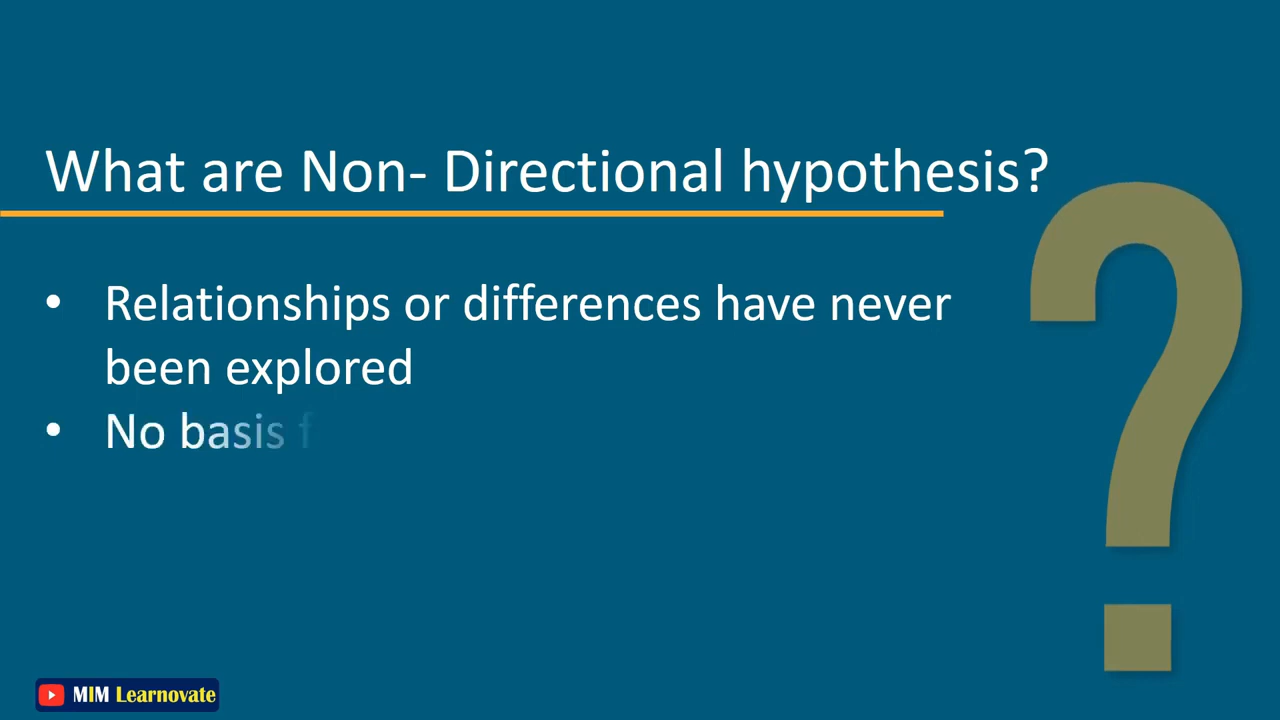 What are Non- Directional hypothesis?
• Relationships or differences have never
been explored
• No basis f
MIM Learnovate